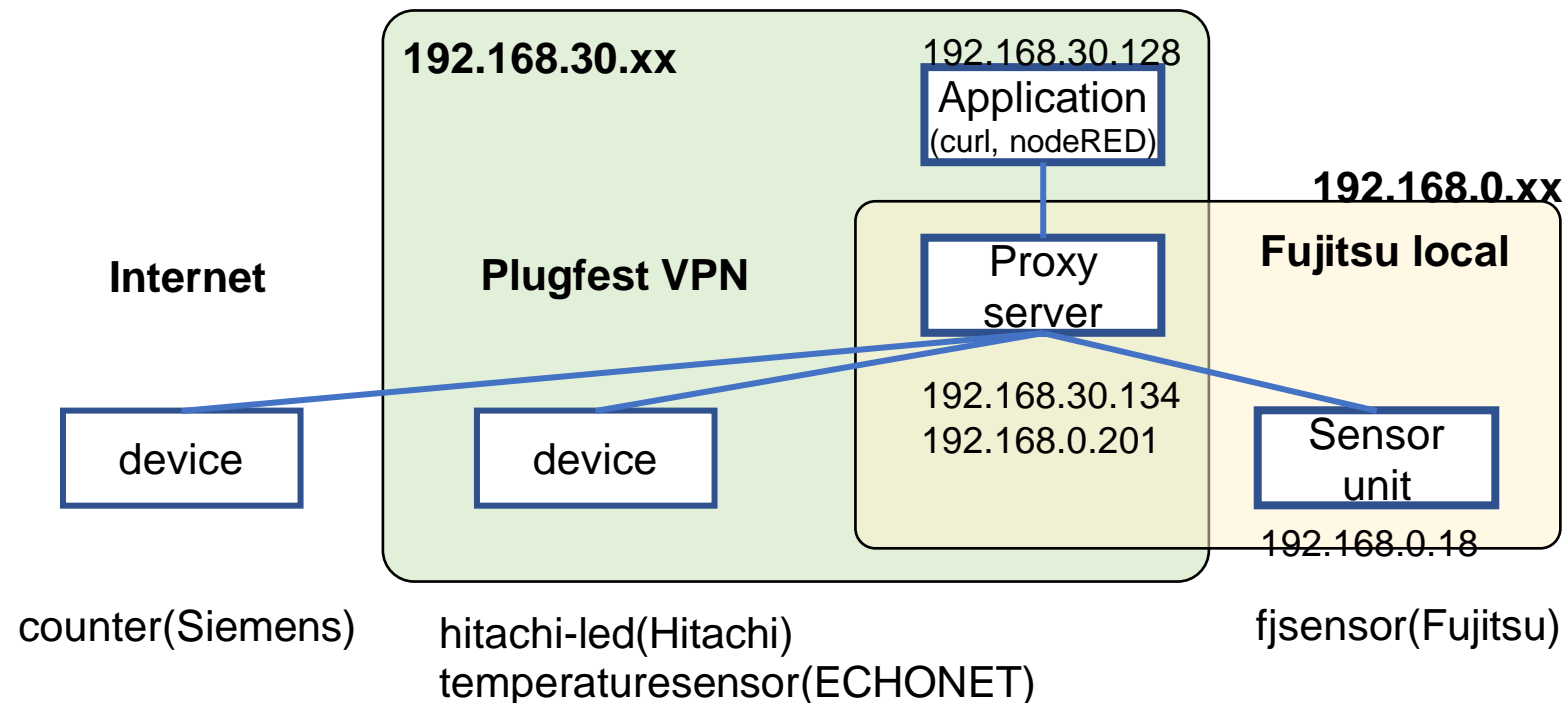 192.168.30.xx
192.168.30.128
Application
(curl, nodeRED)
192.168.0.xx
Internet
Plugfest VPN
Proxy
server
Fujitsu local
192.168.30.134
192.168.0.201
device
device
Sensor
unit
192.168.0.18
counter(Siemens)
hitachi-led(Hitachi)
temperaturesensor(ECHONET)
fjsensor(Fujitsu)